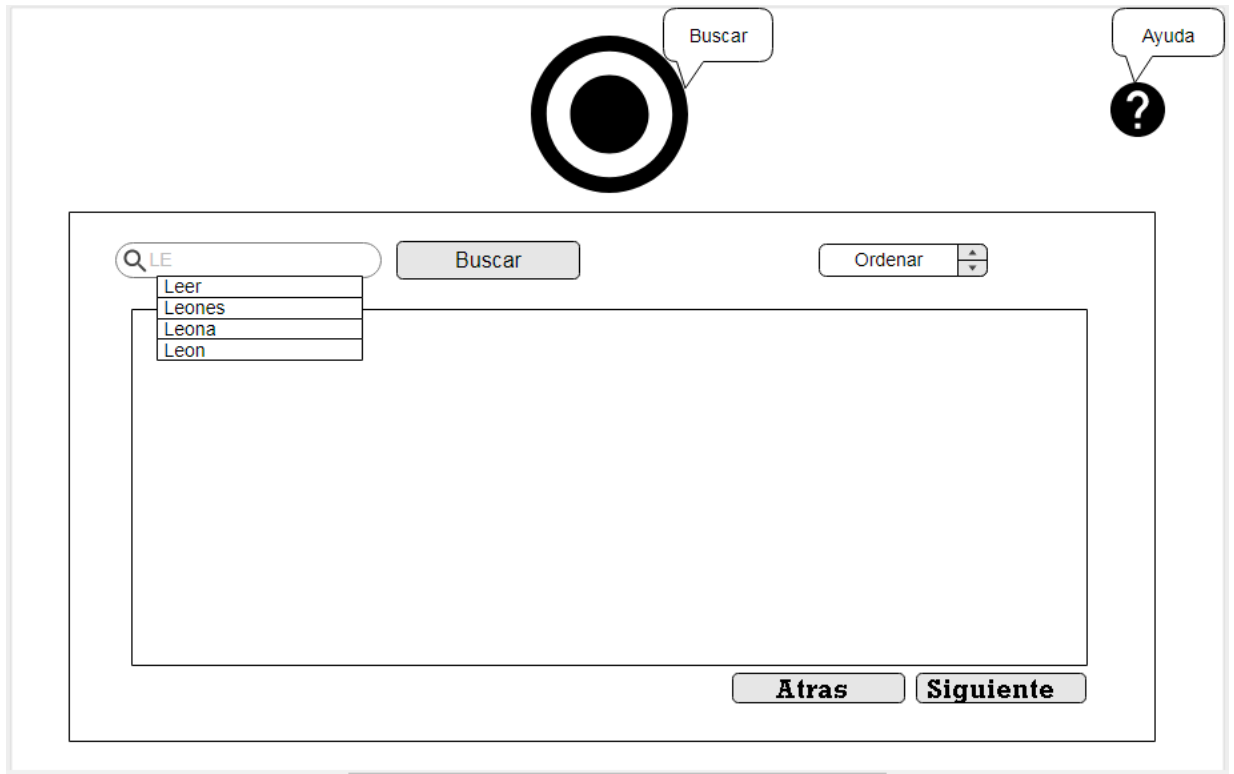 Buscar
Ayuda
?
LE
Buscar
Ordenar
Leer
Leones
Leona
Leon
Atras
Siguiente